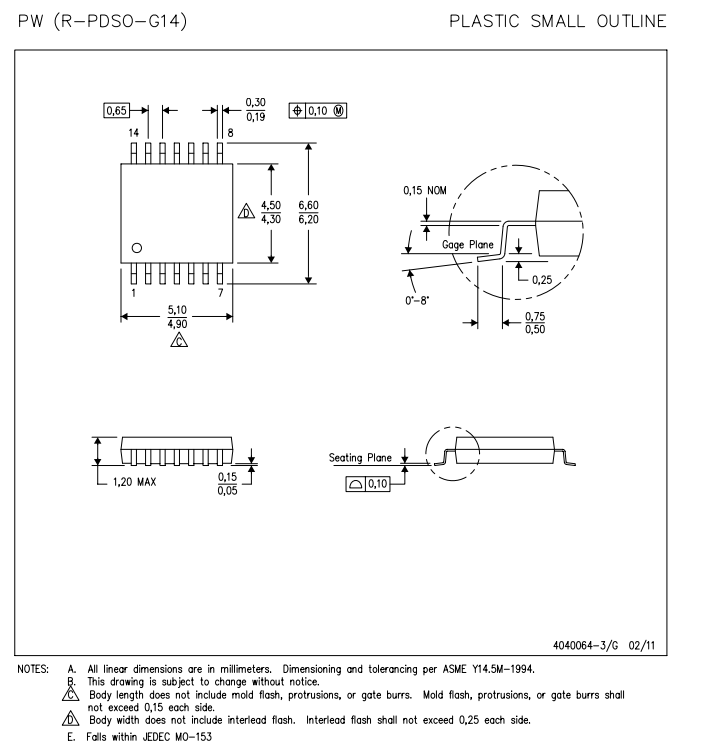 PW (R−PDSO−G14)
PLASTIC SMALL OUTLINE
0,65
0,30
0,19
0,10 Ⓜ
14
8
4,50
4,30
6,60
6,20
D
1
7
5,10
4,90
C
0,15 NOM
Gage Plane
0,25
0°−8°
0,75
0,50
1,20 MAX
0,15
0,05
Seating Plane
0,10
4040064−3/G 02/11
NOTES: A. All linear dimensions are in millimeters. Dimensioning and tolerancing per ASME Y14.5M−1994.
B. This drawing is subject to change without notice.
C Body length does not include mold flash, protrusions, or gate burrs. Mold flash, protrusions, or gate burrs shall
not exceed 0,15 each side.
D Body width does not include interlead flash. Interlead flash shall not exceed 0,25 each side.
E. Falls within JEDEC MO−153